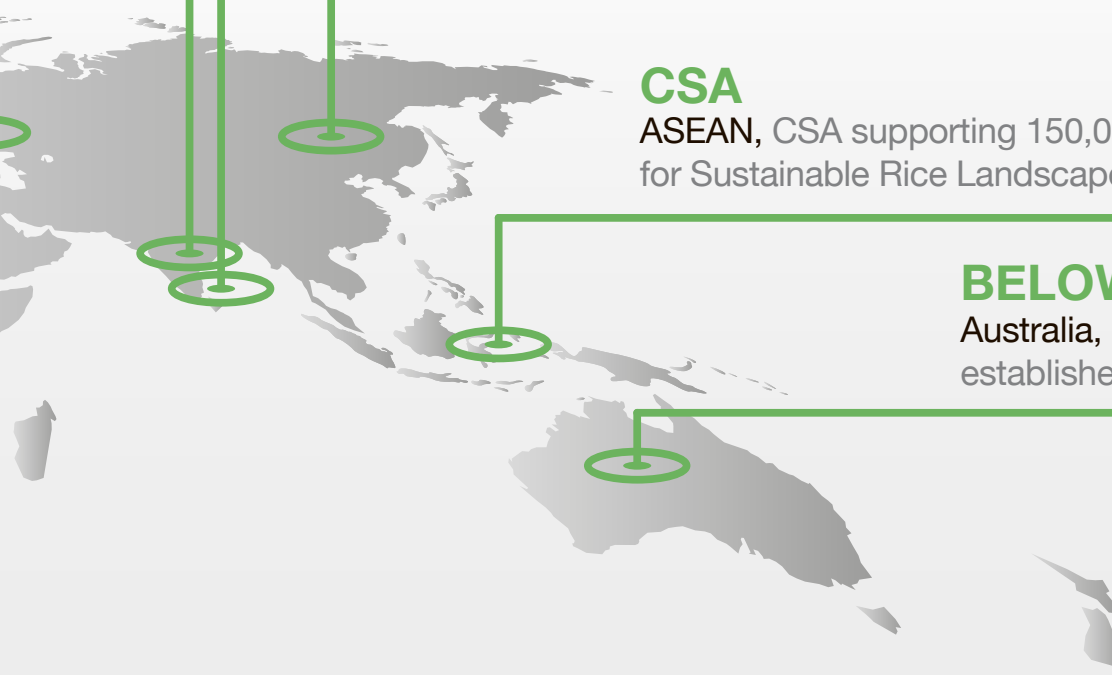 CSA
ASEAN, CSA supporting 150,0
for Sustainable Rice Landscape
BELOW
Australia,
establishe